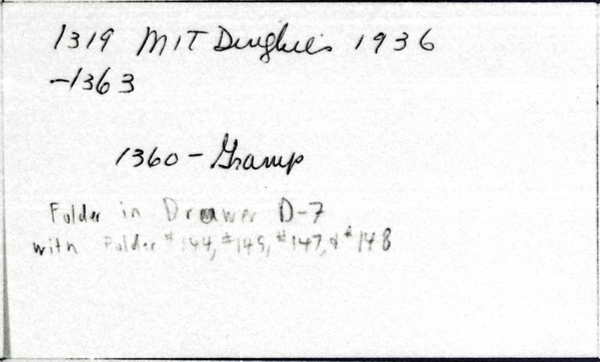 1319 MIT Dinghies 1936
-1363
1360 - Gramp
Folder in Drawer D-7
with Folder #144, #145, #147, & #148